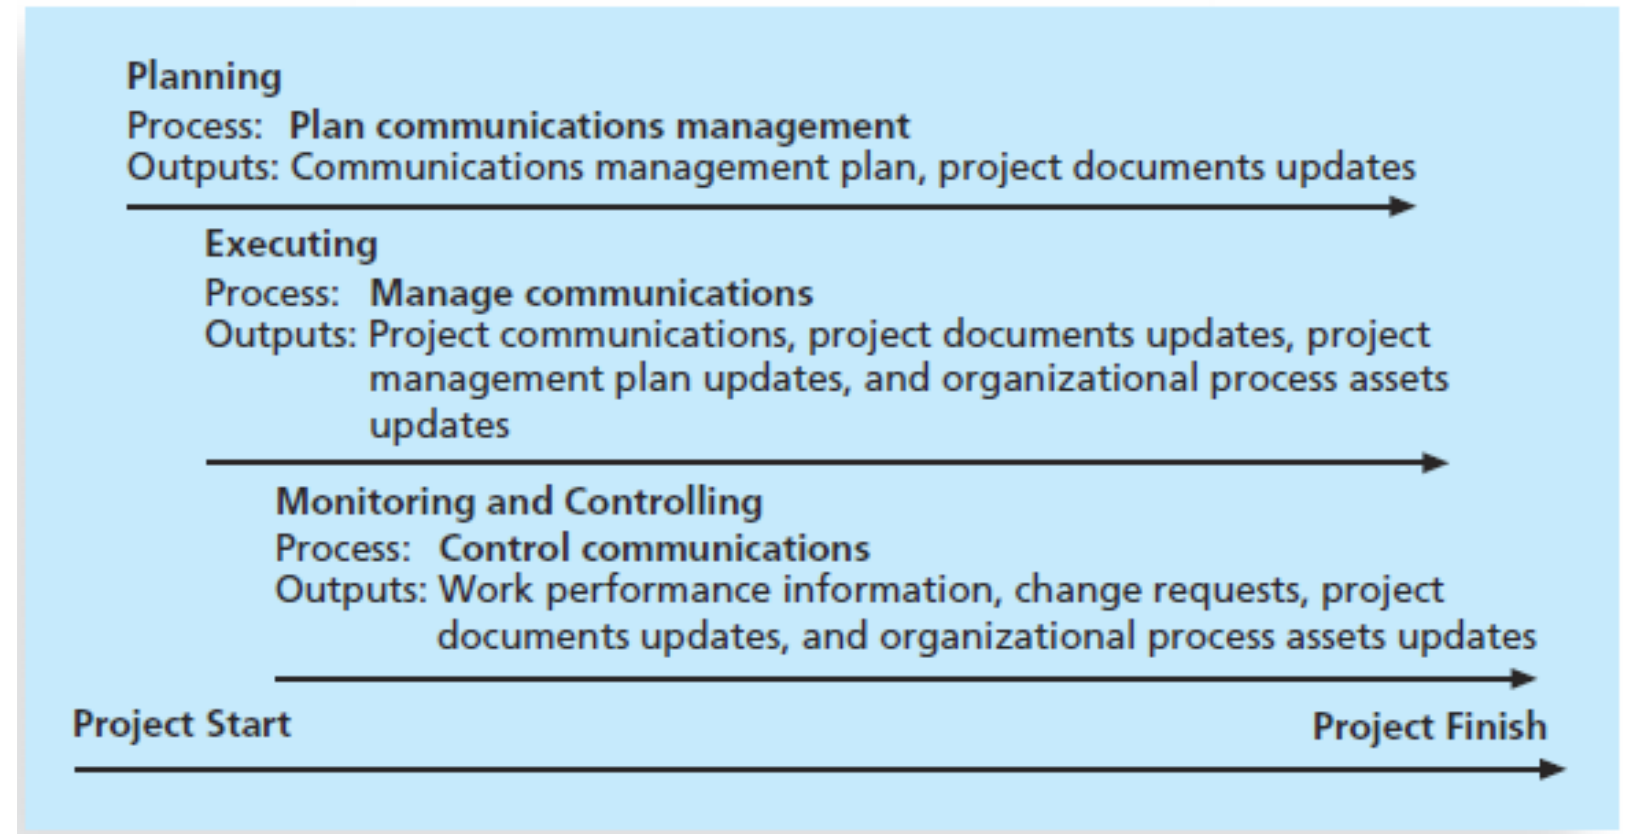 Planning
Process: Plan communications management
Outputs: Communications management plan, project documents updates
Executing
Process: Manage communications
Outputs: Project communications, project documents updates, project
management plan updates, and organizational process assets
updates
Monitoring and Controlling
Process: Control communications
Outputs: Work performance information, change requests, project
documents updates, and organizational process assets updates
Project Start
Project Finish